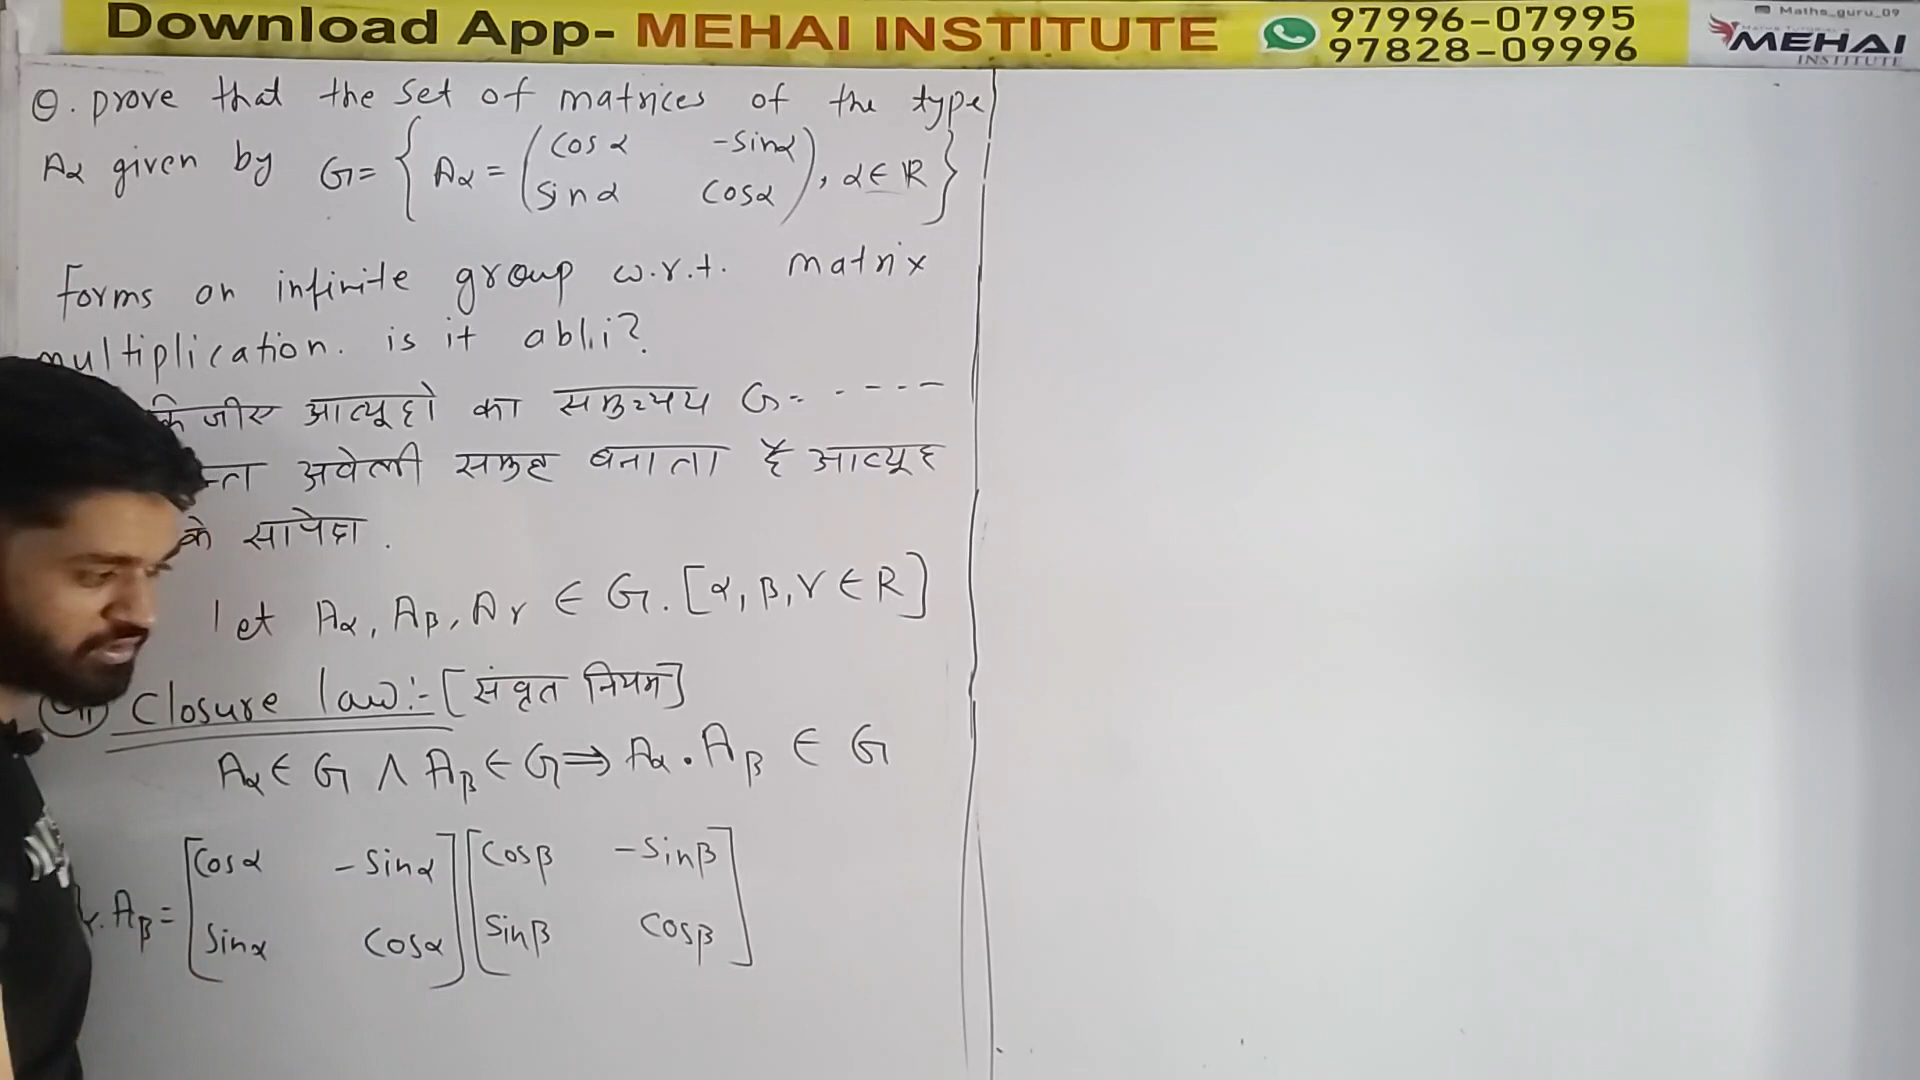 Download App- MEHAI INSTITUTE 97996-07995
97828-09996
Maths_guru_09
MEHAI
INSTITUTE
Q. prove that the set of matrices of the type
Aα given by G = { Aα = ( cos α -sin α
sin α cos α ), α ∈ R }
Forms an infinite group w.r.t. matrix
multiplication. is it abli?
कीजीए आव्यूहो का समुच्चय G - - - - -
अवेली समुह बनाता है आव्यूह
के सापेक्ष .
let Aα, Aβ, Aγ ∈ G. [α, β, γ ∈ R]
Closure law:- [संवृत नियम]
Aα ∈ G ∧ Aβ ∈ G ⇒ Aα . Aβ ∈ G
. Aβ = [ cos α - sin α ] [ cos β - sin β ]
[ sin α cos α ] [ sin β cos β ]